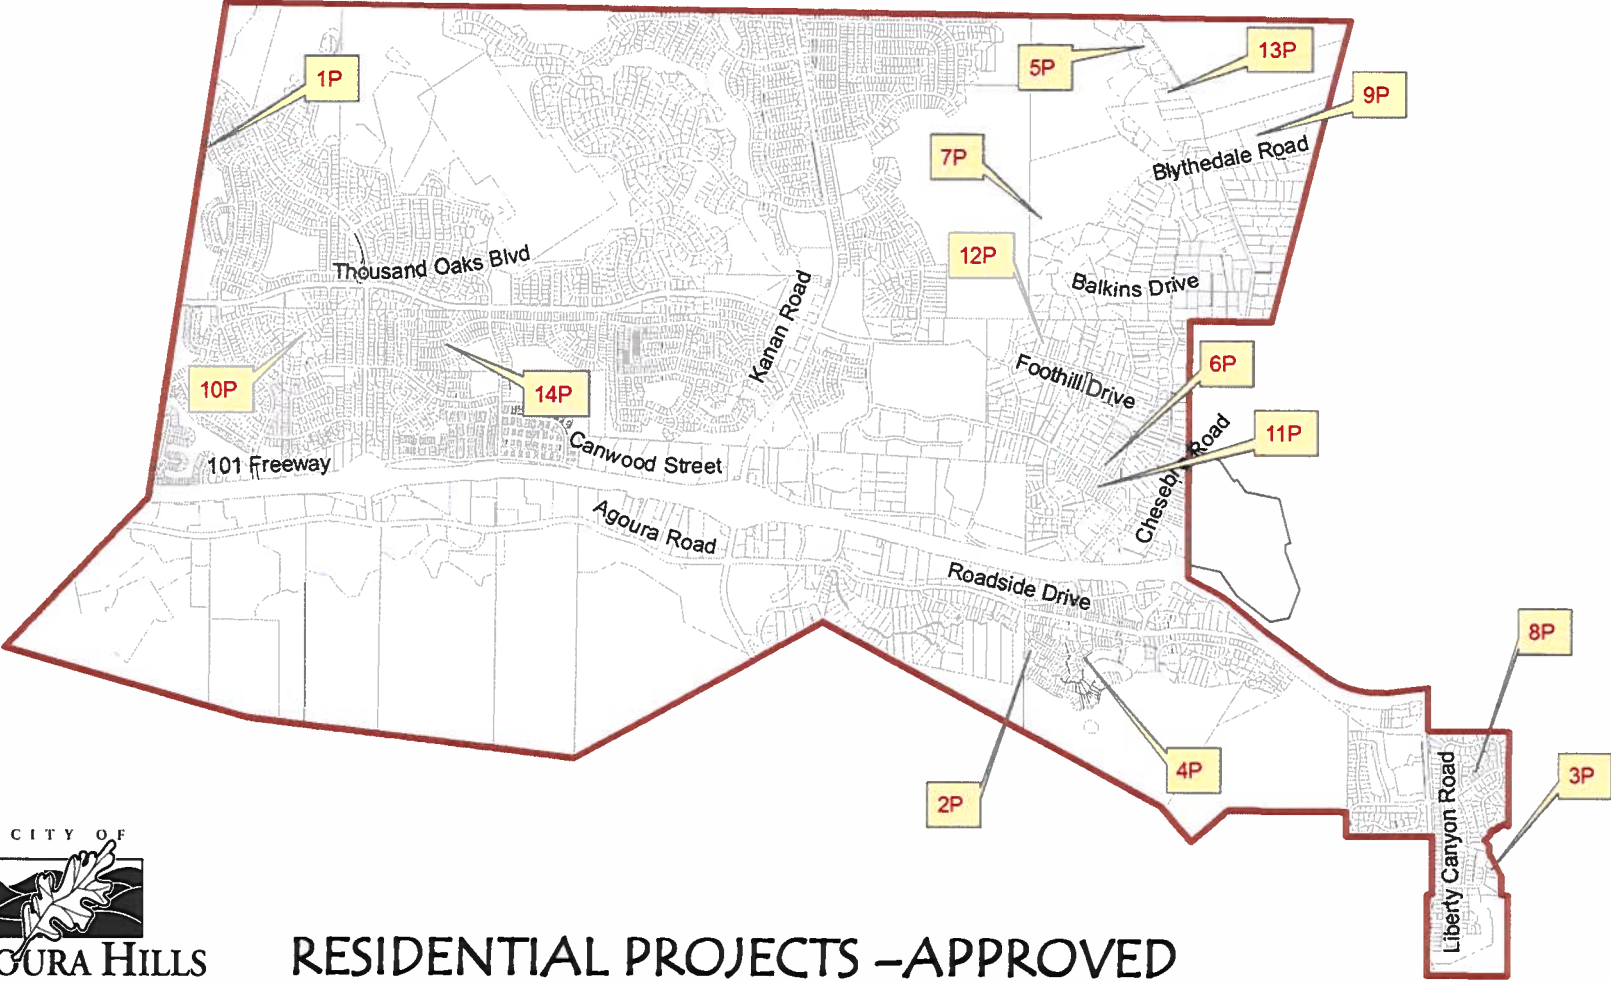 5P
13P
1P
9P
7P
Blythedale Road
12P
Thousand Oaks Blvd
Balkins Drive
Kanan Road
6P
Foothill Drive
10P
14P
11P
Canwood Street
101 Freeway
Road
Agoura Road
Roadside Drive
8P
4P
3P
2P
Liberty Canyon Road
CITY OF
OURA HILLS
RESIDENTIAL PROJECTS –APPROVED